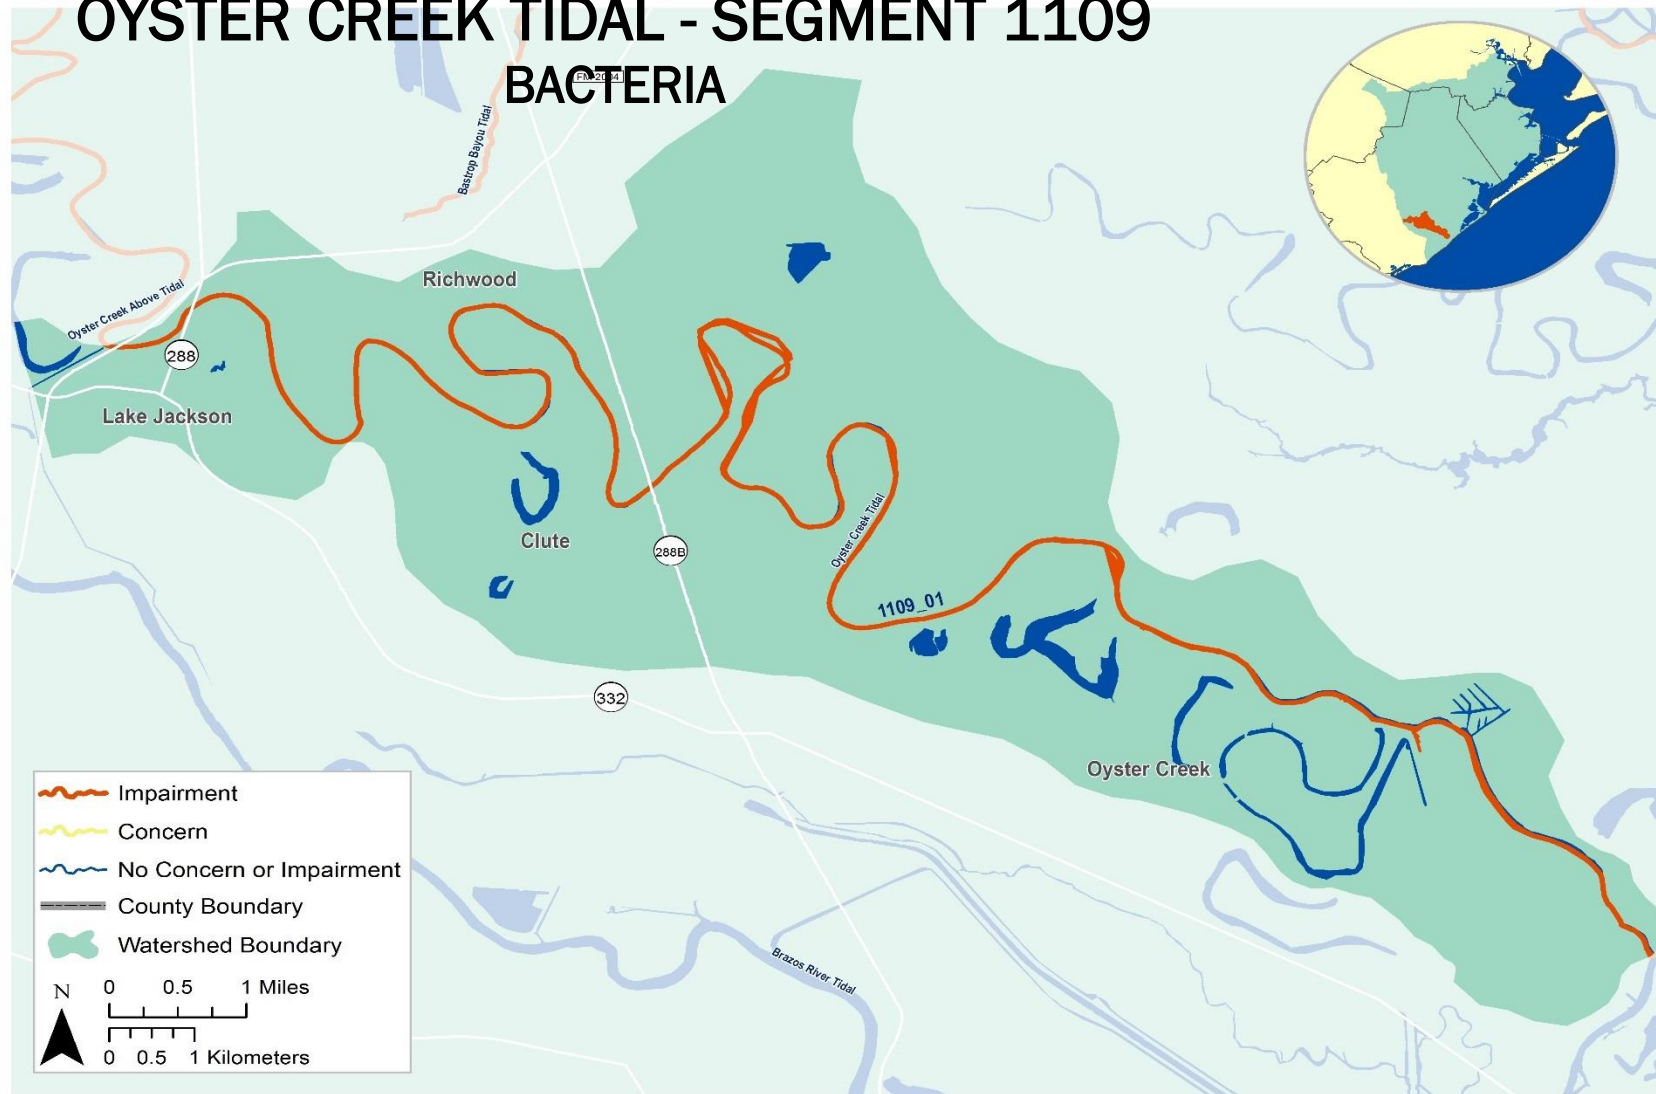 OYSTER CREEK TIDAL - SEGMENT 1109
BACTERIA
FM 2004
Bastrop Bayou Tidal
Oyster Creek Above Tidal
Richwood
288
Lake Jackson
Clute
288B
Oyster Creek Tidal
1109_01
332
Oyster Creek
Brazos River Tidal
Impairment
Concern
No Concern or Impairment
County Boundary
Watershed Boundary
N
0 0.5 1 Miles
0 0.5 1 Kilometers